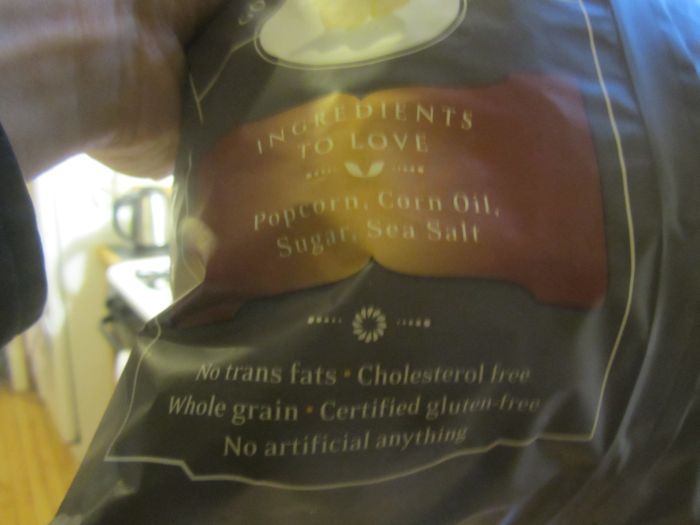 INGREDIENTS
TO LOVE
Popcorn, Corn Oil,
Sugar, Sea Salt
No trans fats • Cholesterol free
Whole grain • Certified gluten-free
No artificial anything